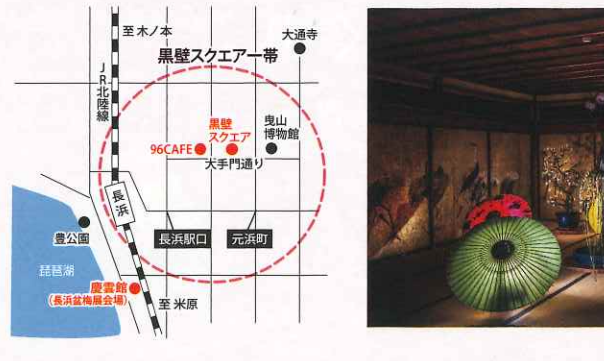 至木ノ本
大通寺
黒壁スクエア一帯
JR北陸線
黒壁
スクエア
曳山
博物館
96CAFE
大手門通り
長浜
豊公園
長浜駅口
元浜町
琵琶湖
慶雲館
(長浜盆梅展会場)
至米原